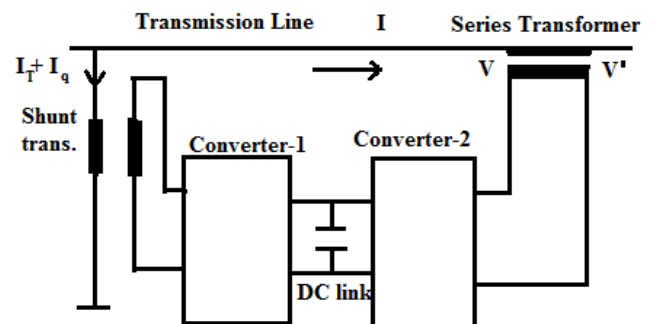 Transmission Line
I
Series Transformer
I_T+ I_q
V
V'
Shunt
trans.
Converter-1
Converter-2
DC link